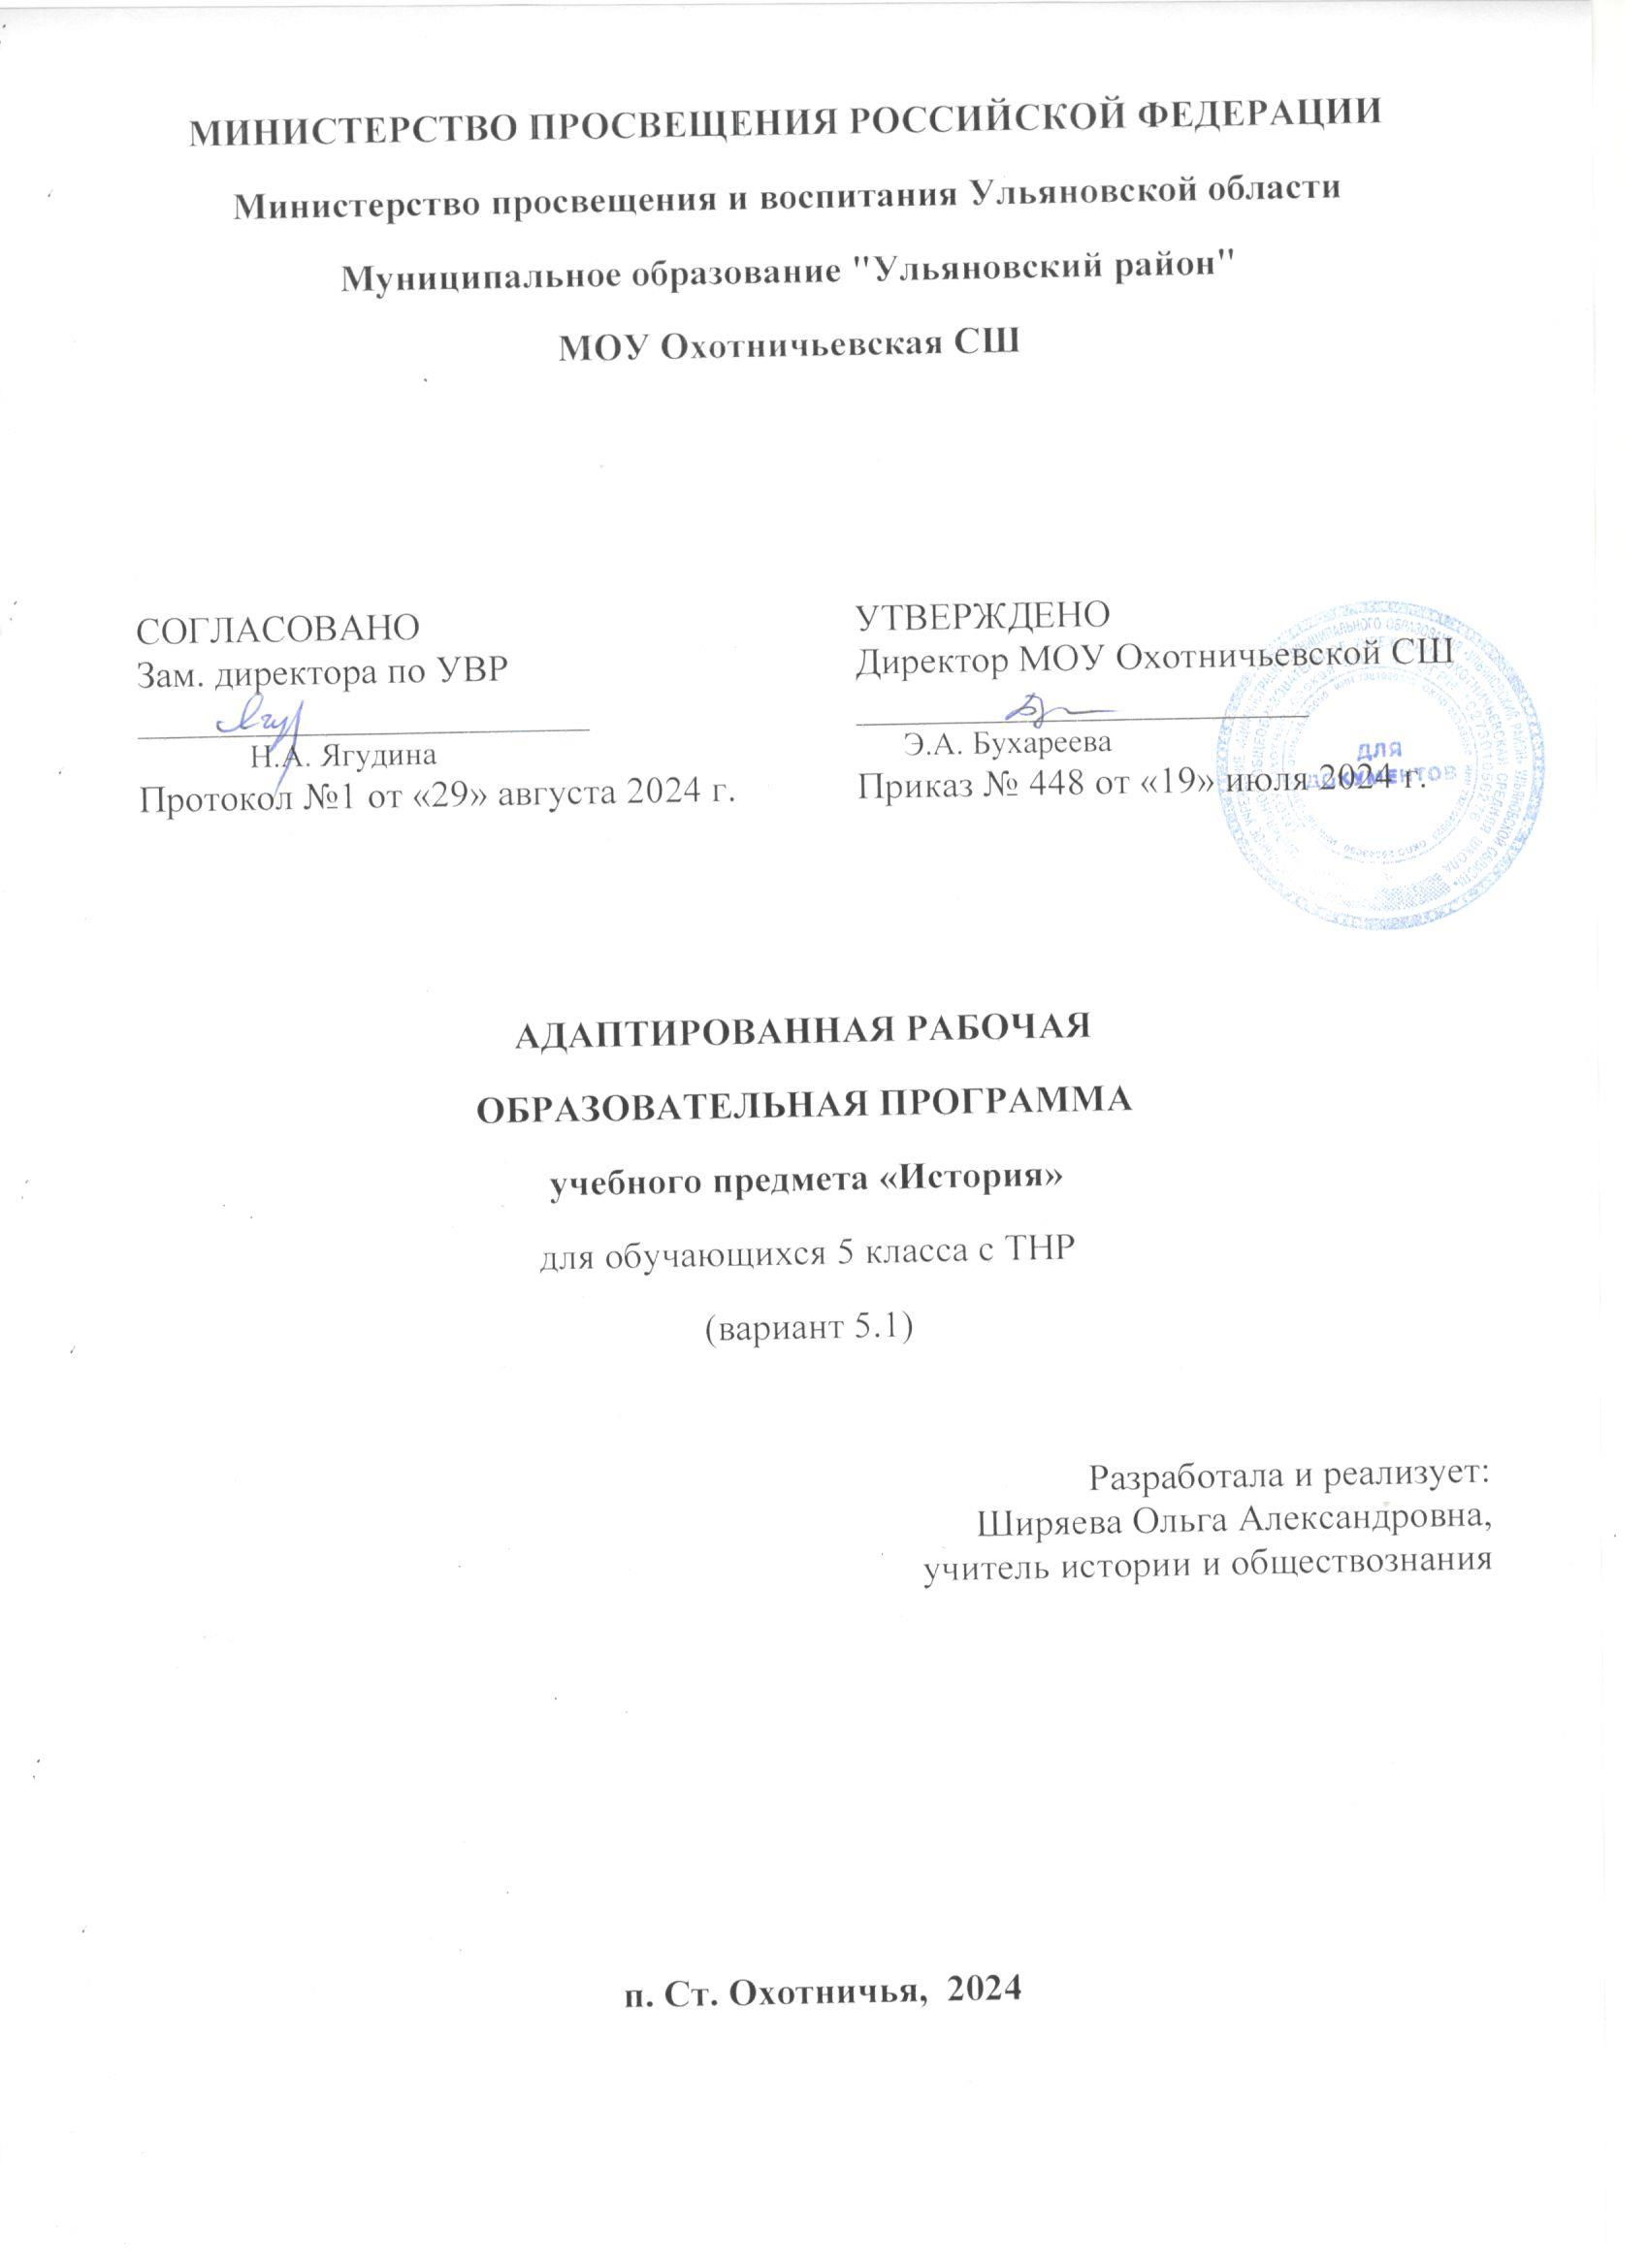 МИНИСТЕРСТВО ПРОСВЕЩЕНИЯ РОССИЙСКОЙ ФЕДЕРАЦИИ
Министерство просвещения и воспитания Ульяновской области
Муниципальное образование "Ульяновский район"
МОУ Охотничьевская СШ
СОГЛАСОВАНО
Зам. директора по УВР
Н.А. Ягудина
Протокол №1 от «29» августа 2024 г.
УТВЕРЖДЕНО
Директор МОУ Охотничьевской СШ
Э.А. Бухареева
Приказ № 448 от «19» июля 2024 г.
ДЛЯ
ДОКУМЕНТОВ
АДАПТИРОВАННАЯ РАБОЧАЯ
ОБРАЗОВАТЕЛЬНАЯ ПРОГРАММА
учебного предмета «История»
для обучающихся 5 класса с ТНР
(вариант 5.1)
Разработала и реализует:
Ширяева Ольга Александровна,
учитель истории и обществознания
п. Ст. Охотничья, 2024